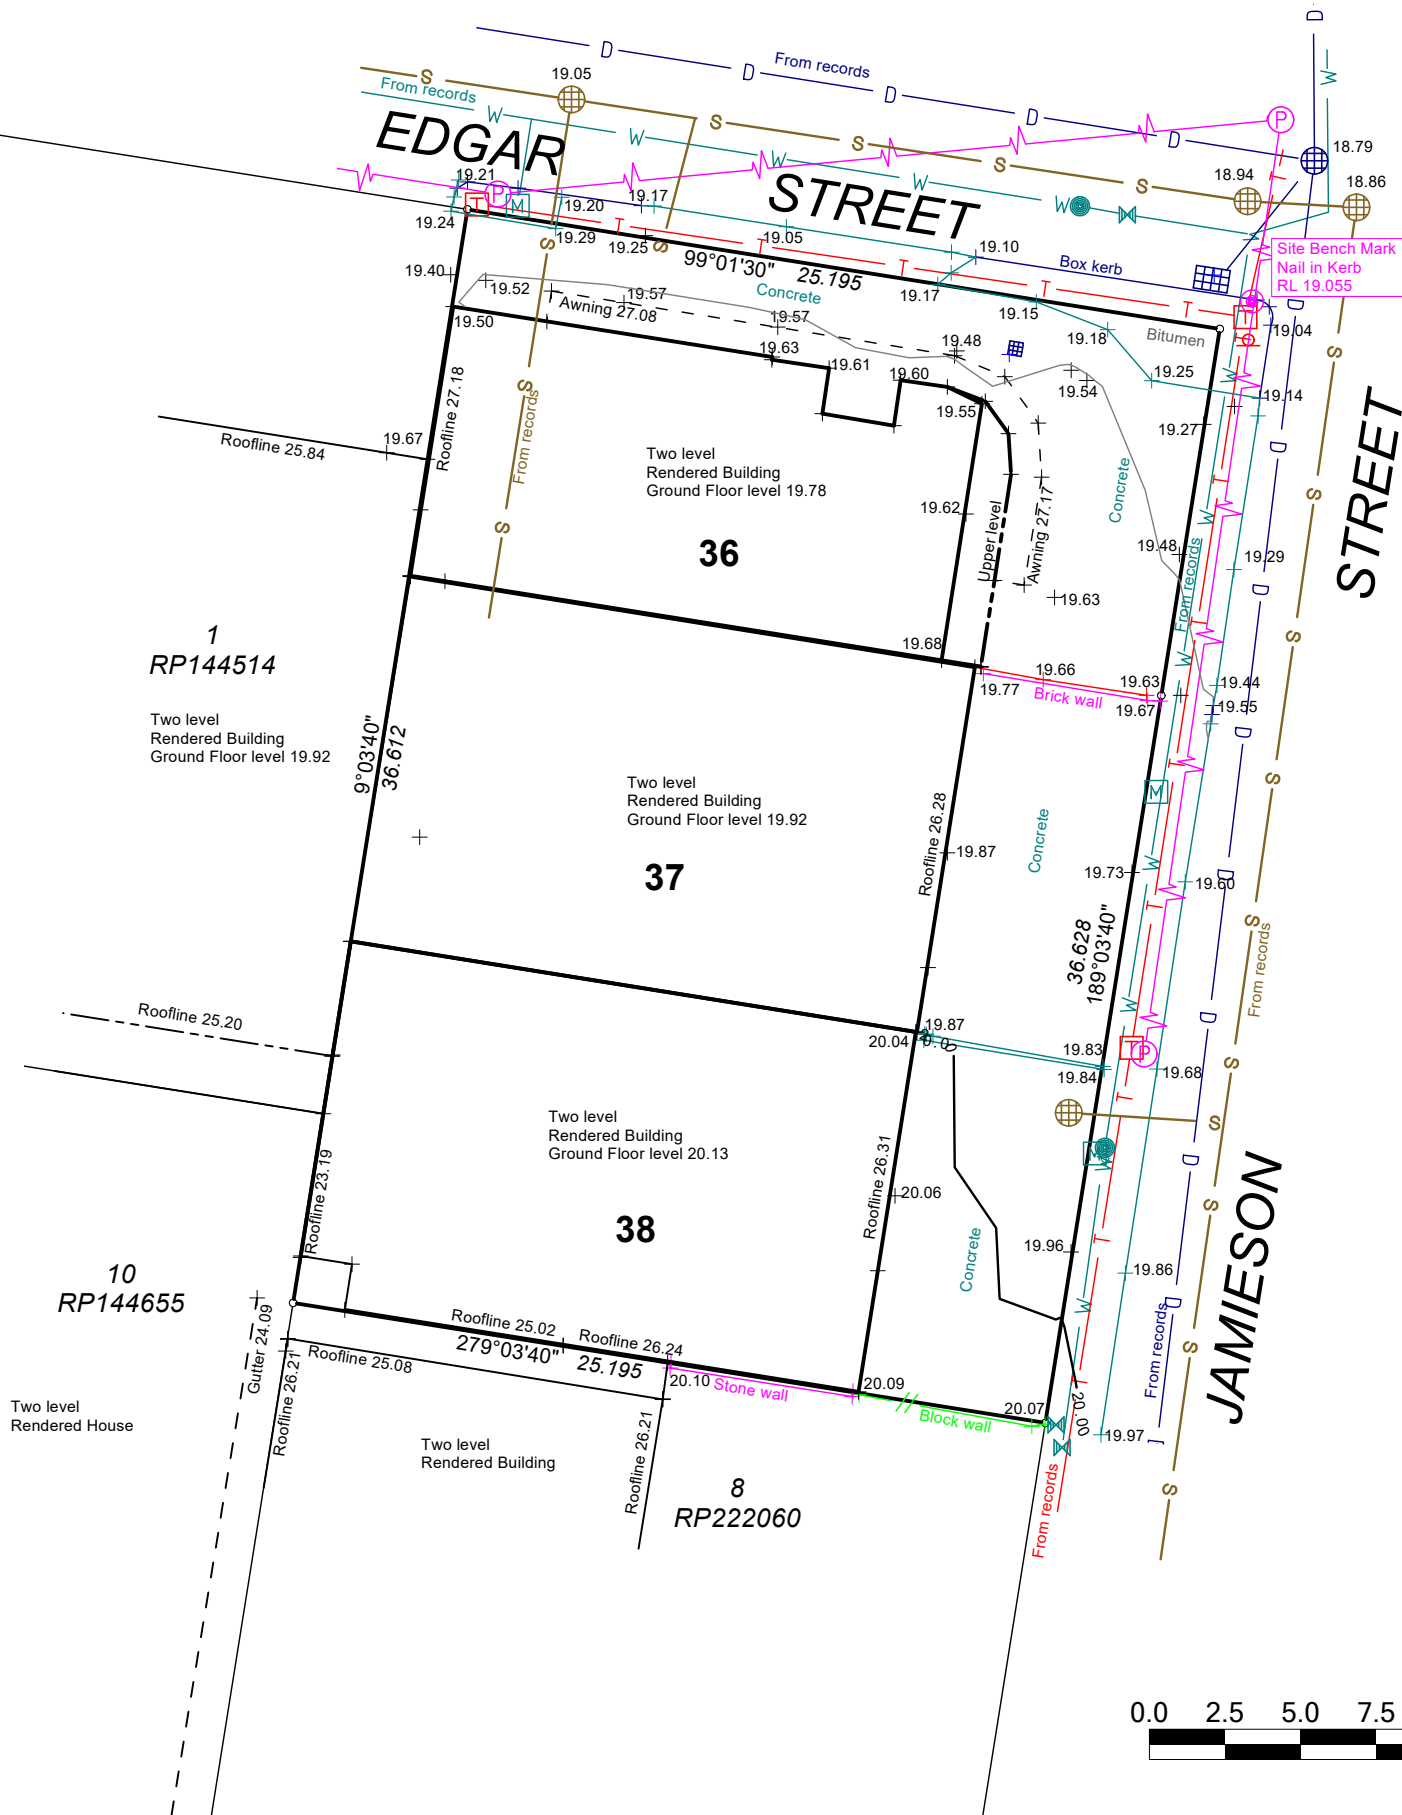 D
From records
D
D
D
D
D
W
S
19.05
From records
W
S
W
S
W
S
W
S
S
W
P
18.79
18.94
18.86
EDGAR
STREET
19.21
P
T
M
19.20
19.17
19.24
19.29
19.25
T
19.05
T
19.10
Box kerb
T
T
T
Site Bench Mark
Nail in Kerb
RL 19.055
99°01'30"
25.195
19.40
19.52
Awning 27.08
19.57
Concrete
19.57
19.17
19.15
19.18
Bitumen
19.04
19.50
19.63
19.61
19.60
19.48
19.54
19.25
19.14
19.55
19.27
Roofline 27.18
S
S
From records
S
S
Roofline 25.84
19.67
Two level
Rendered Building
Ground Floor level 19.78
36
19.62
Upper level
Awning 27.17
Concrete
19.48
19.29
From records
19.63
STREET
19.68
19.77
19.66
Brick wall
19.63
19.67
19.44
19.55
1
RP144514
Two level
Rendered Building
Ground Floor level 19.92
9°03'40"
36.612
Two level
Rendered Building
Ground Floor level 19.92
37
Roofline 26.28
19.87
Concrete
M
19.73
19.60
36.628
189°03'40"
From records
Roofline 25.20
19.87
20.04
20.0
19.83
19.84
T
P
19.68
Two level
Rendered Building
Ground Floor level 20.13
38
Roofline 26.31
20.06
Concrete
M
S
19.96
19.86
JAMIESON
Roofline 23.19
10
RP144655
Gutter 24.09
Roofline 26.21
Roofline 25.02
Roofline 26.24
279°03'40"
25.195
Roofline 25.08
20.10
Stone wall
20.09
Block wall
20.07
20.00
19.97
From records
From records
Two level
Rendered House
Two level
Rendered Building
Roofline 26.21
8
RP222060
0.0 2.5 5.0 7.5